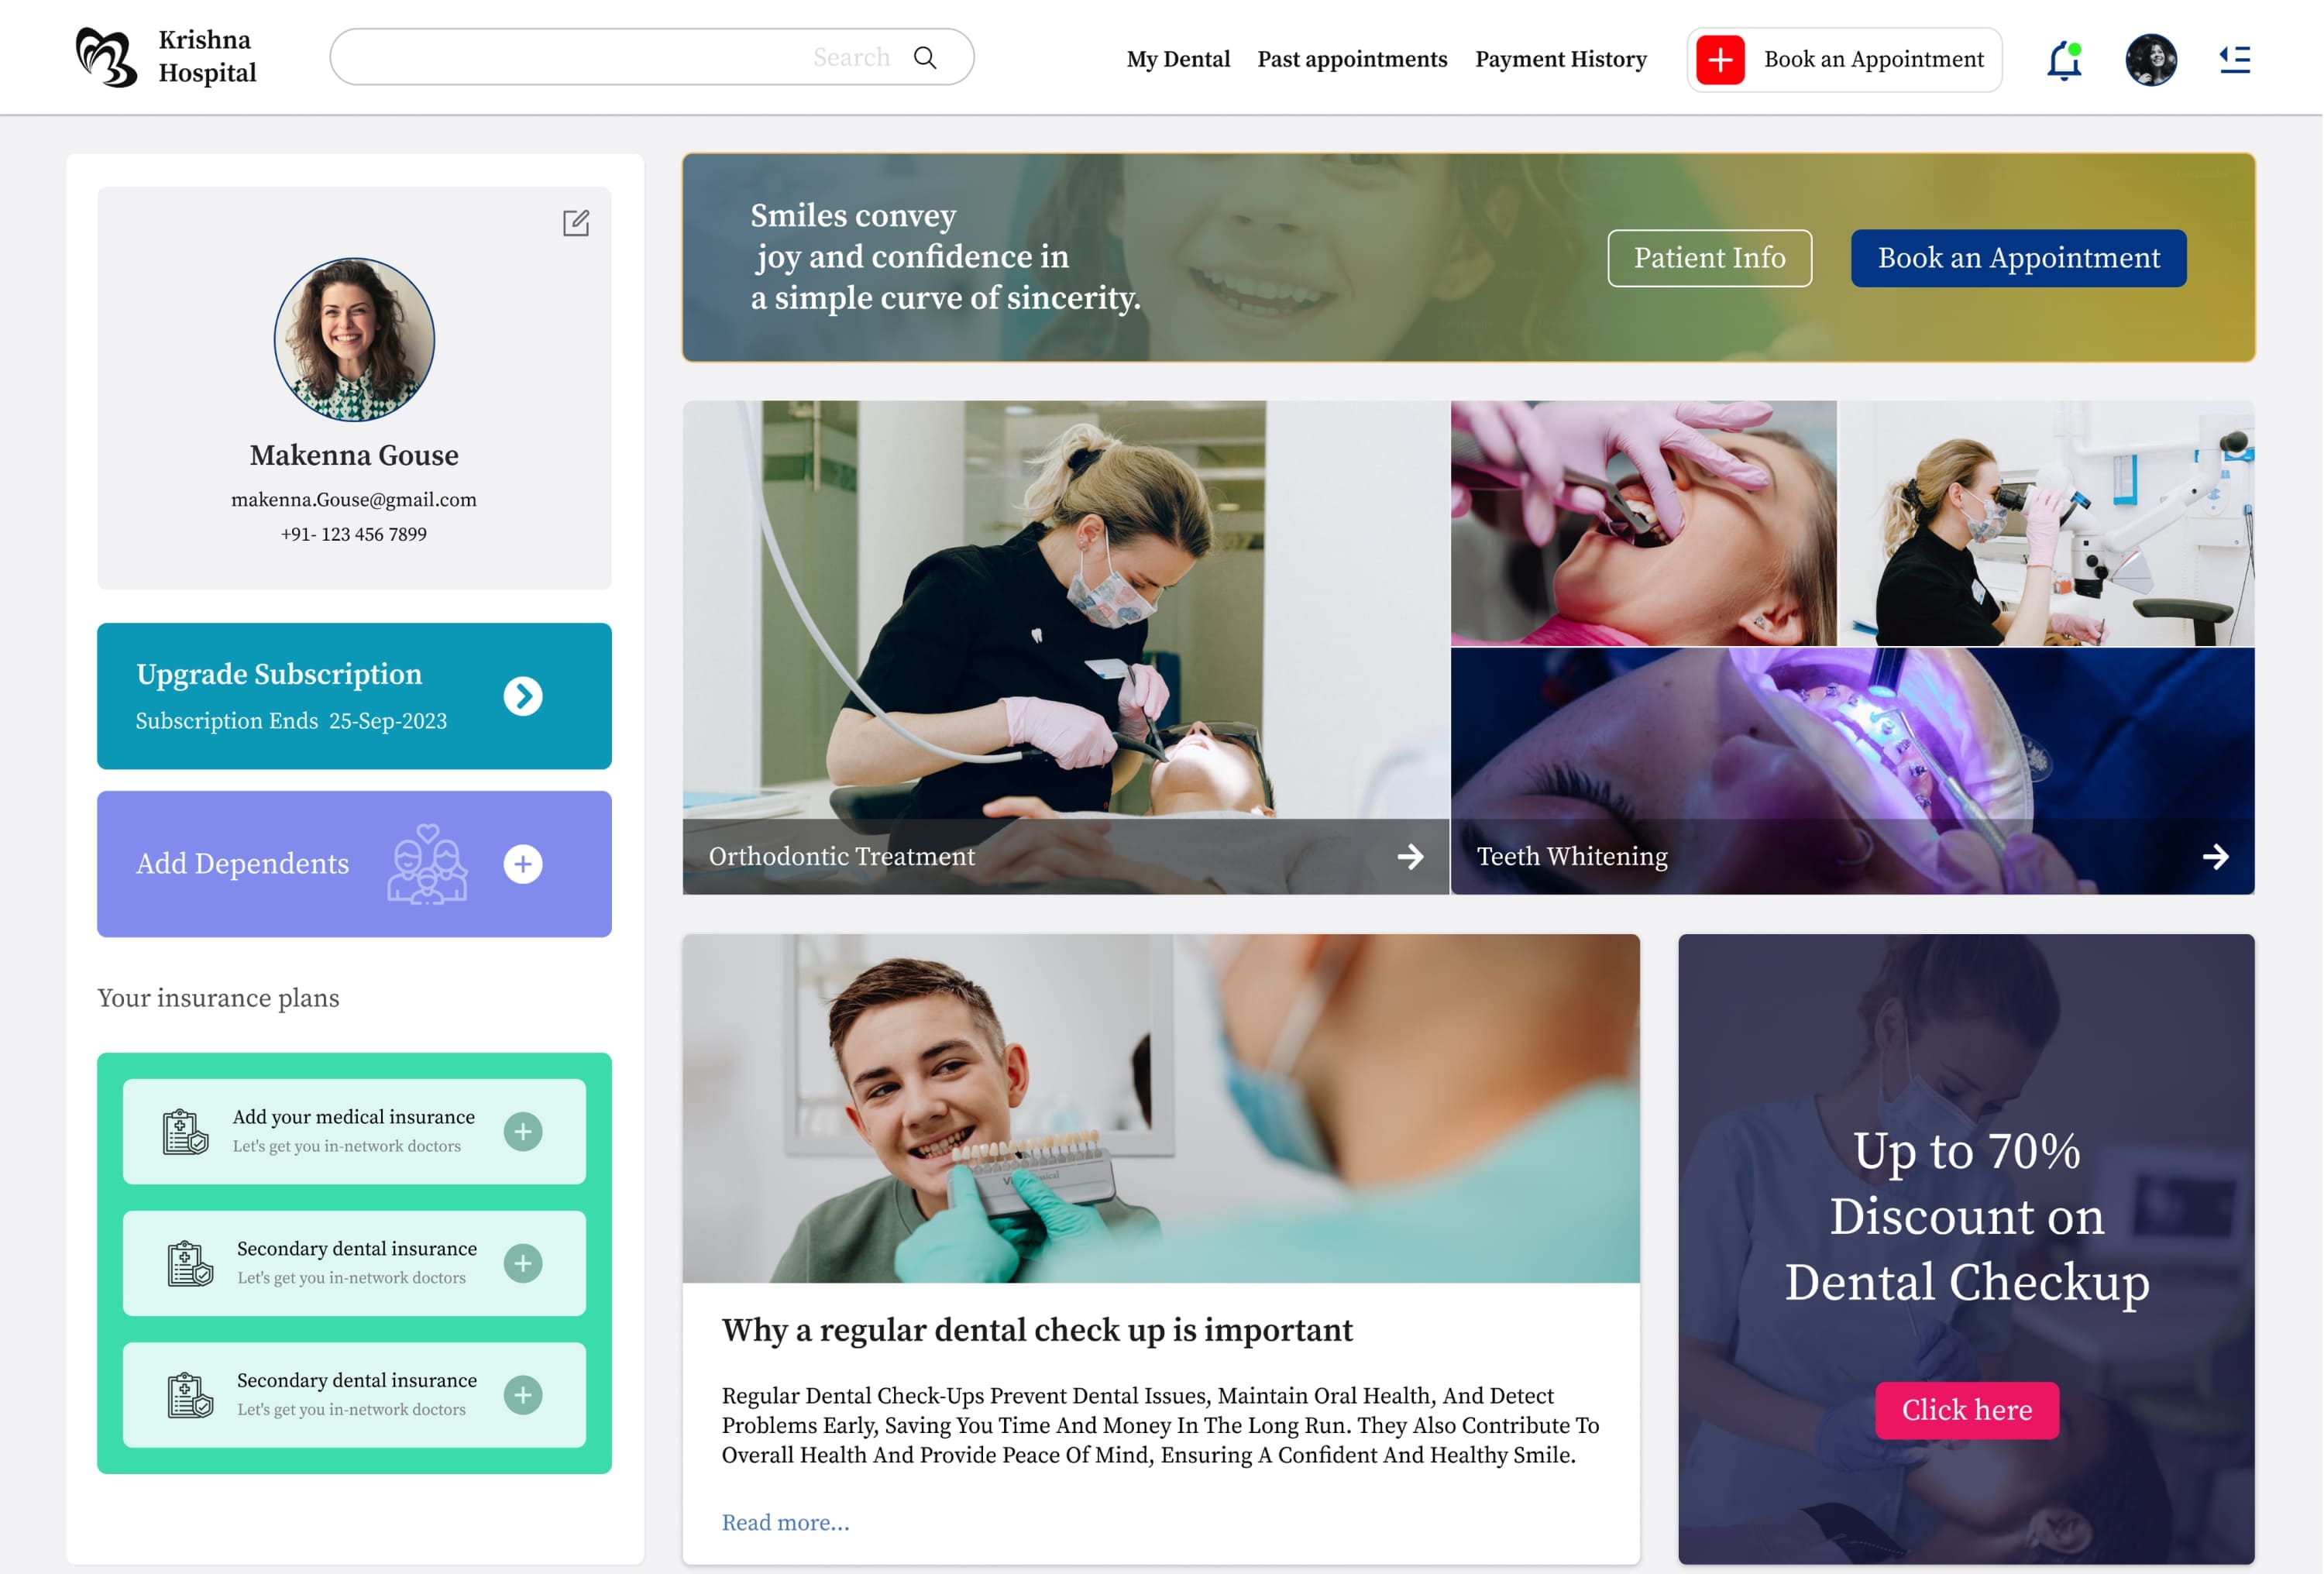 Krishna
Hospital
Search
My Dental
Past appointments
Payment History
Book an Appointment
Makenna Gouse
makenna.Gouse@gmail.com
+91- 123 456 7899
Upgrade Subscription
Subscription Ends 25-Sep-2023
Add Dependents
Your insurance plans
Add your medical insurance
Let's get you in-network doctors
Secondary dental insurance
Let's get you in-network doctors
Secondary dental insurance
Let's get you in-network doctors
Smiles convey
joy and confidence in
a simple curve of sincerity.
Patient Info
Book an Appointment
Orthodontic Treatment
Teeth Whitening
Why a regular dental check up is important
Regular Dental Check-Ups Prevent Dental Issues, Maintain Oral Health, And Detect
Problems Early, Saving You Time And Money In The Long Run. They Also Contribute To
Overall Health And Provide Peace Of Mind, Ensuring A Confident And Healthy Smile.
Read more...
Up to 70%
Discount on
Dental Checkup
Click here